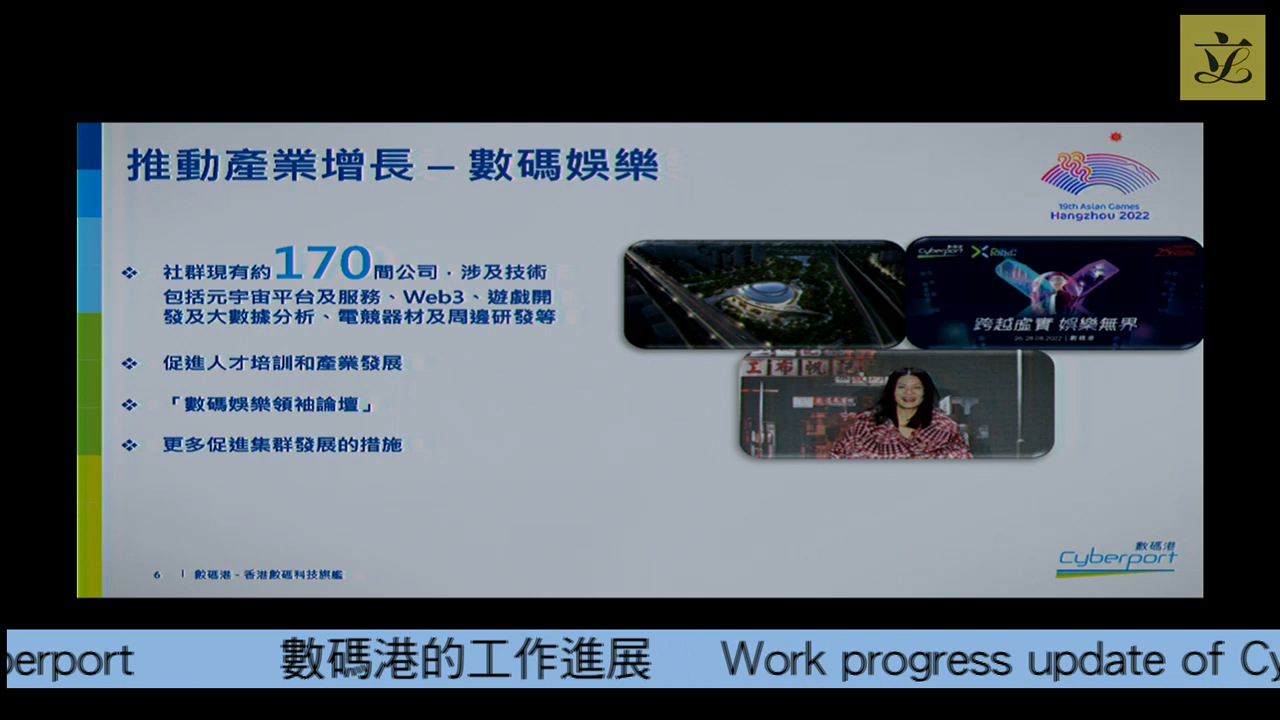 立
推動產業增長 – 數碼娛樂
19th Asian Games
Hangzhou 2022
社群現有約170間公司，涉及技術
包括元宇宙平台及服務、Web3、遊戲開
發及大數據分析、電競器材及周邊研發等
促進人才培訓和產業發展
「數碼娛樂領袖論壇」
更多促進集群發展的措施
Cyberport
跨越虛實 娛樂無界
工布帆
數碼港
Cyberport
6 | 數碼港 - 香港數碼科技旗艦
berport 數碼港的工作進展 Work progress update of Cy